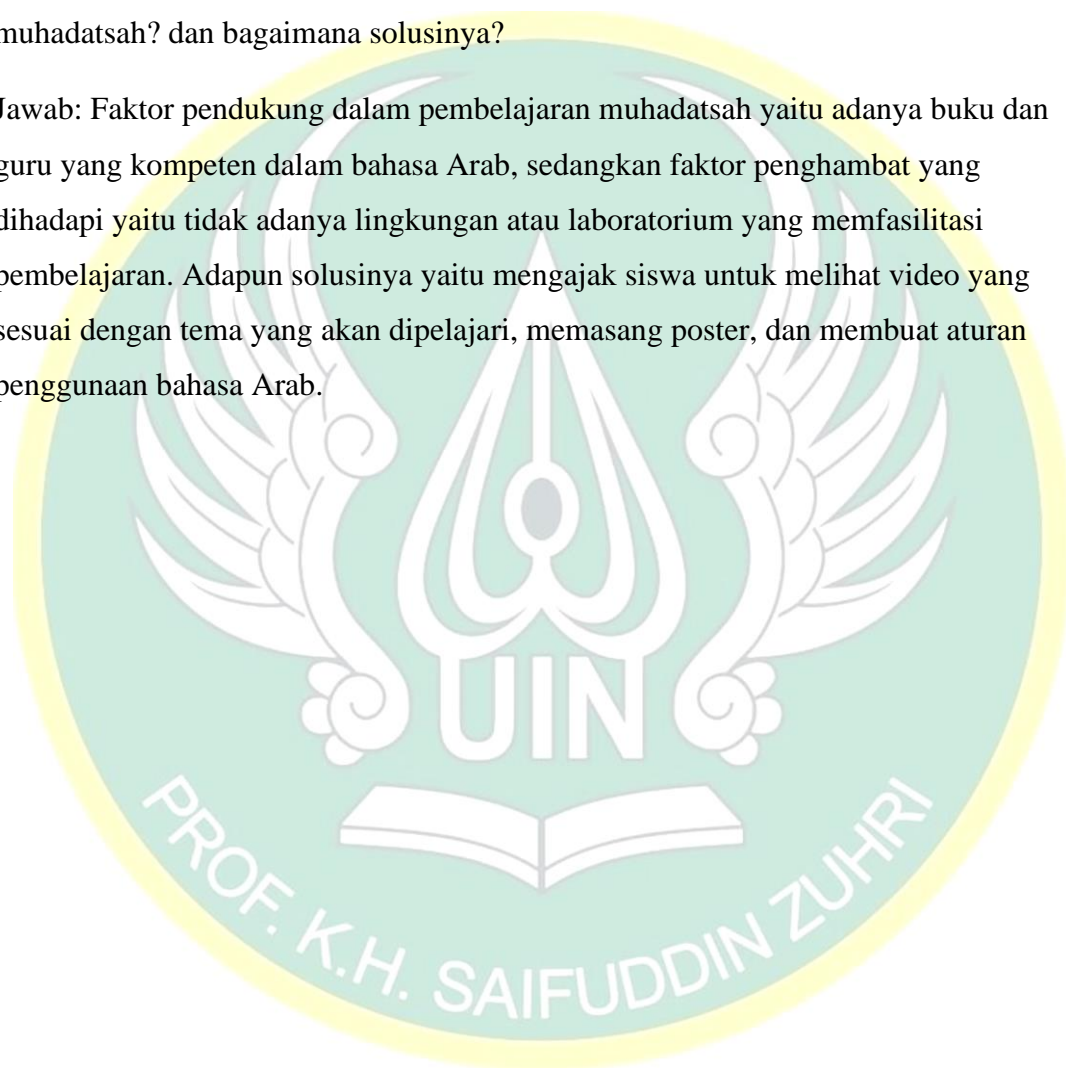 muhadatsah? dan bagaimana solusinya?
Jawab: Faktor pendukung dalam pembelajaran muhadatsah yaitu adanya buku dan
guru yang kompeten dalam bahasa Arab, sedangkan faktor penghambat yang
dihadapi yaitu tidak adanya lingkungan atau laboratorium yang memfasilitasi
pembelajaran. Adapun solusinya yaitu mengajak siswa untuk melihat video yang
sesuai dengan tema yang akan dipelajari, memasang poster, dan membuat aturan
penggunaan bahasa Arab.
UIN
PROF. K.H. SAIFUDDIN ZUHRI